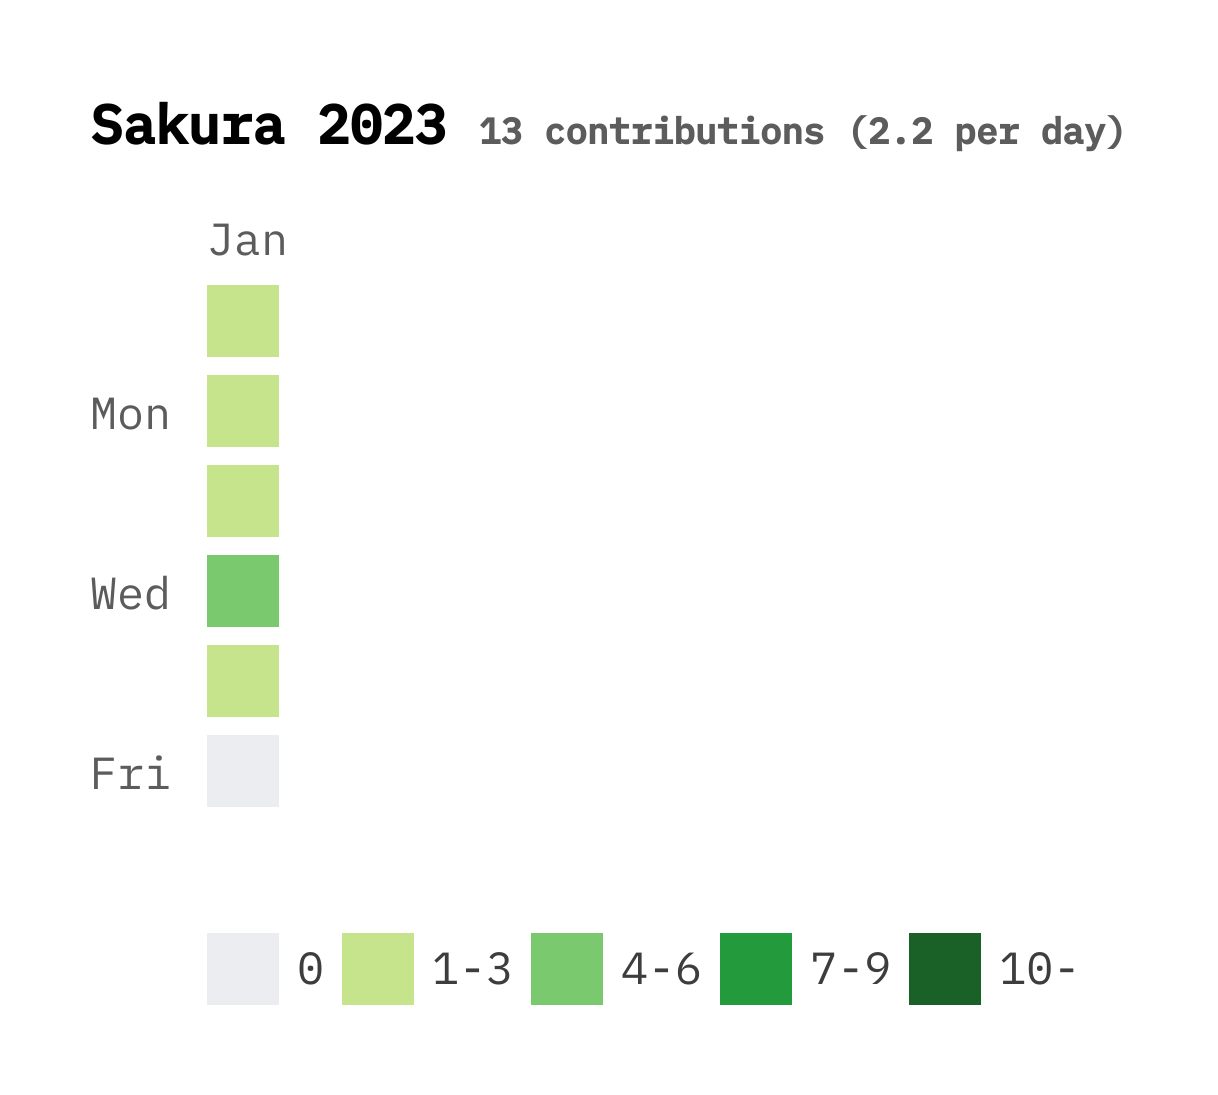 Sakura 2023 13 contributions (2.2 per day)
Jan
Mon
Wed
Fri
0 1-3 4-6 7-9 10-